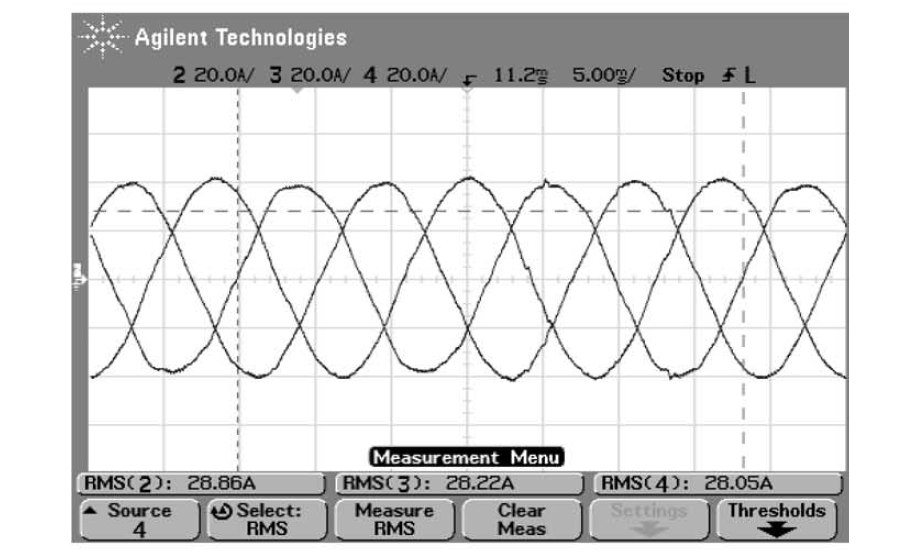 Agilent Technologies
2 20.0A/ 3 20.0A/ 4 20.0A/ 11.2ms 5.00ms/ Stop L
Measurement Menu
RMS(2): 28.86A RMS(3): 28.22A RMS(4): 28.05A
Source Select: Measure Clear Settings Thresholds
4 RMS RMS Meas